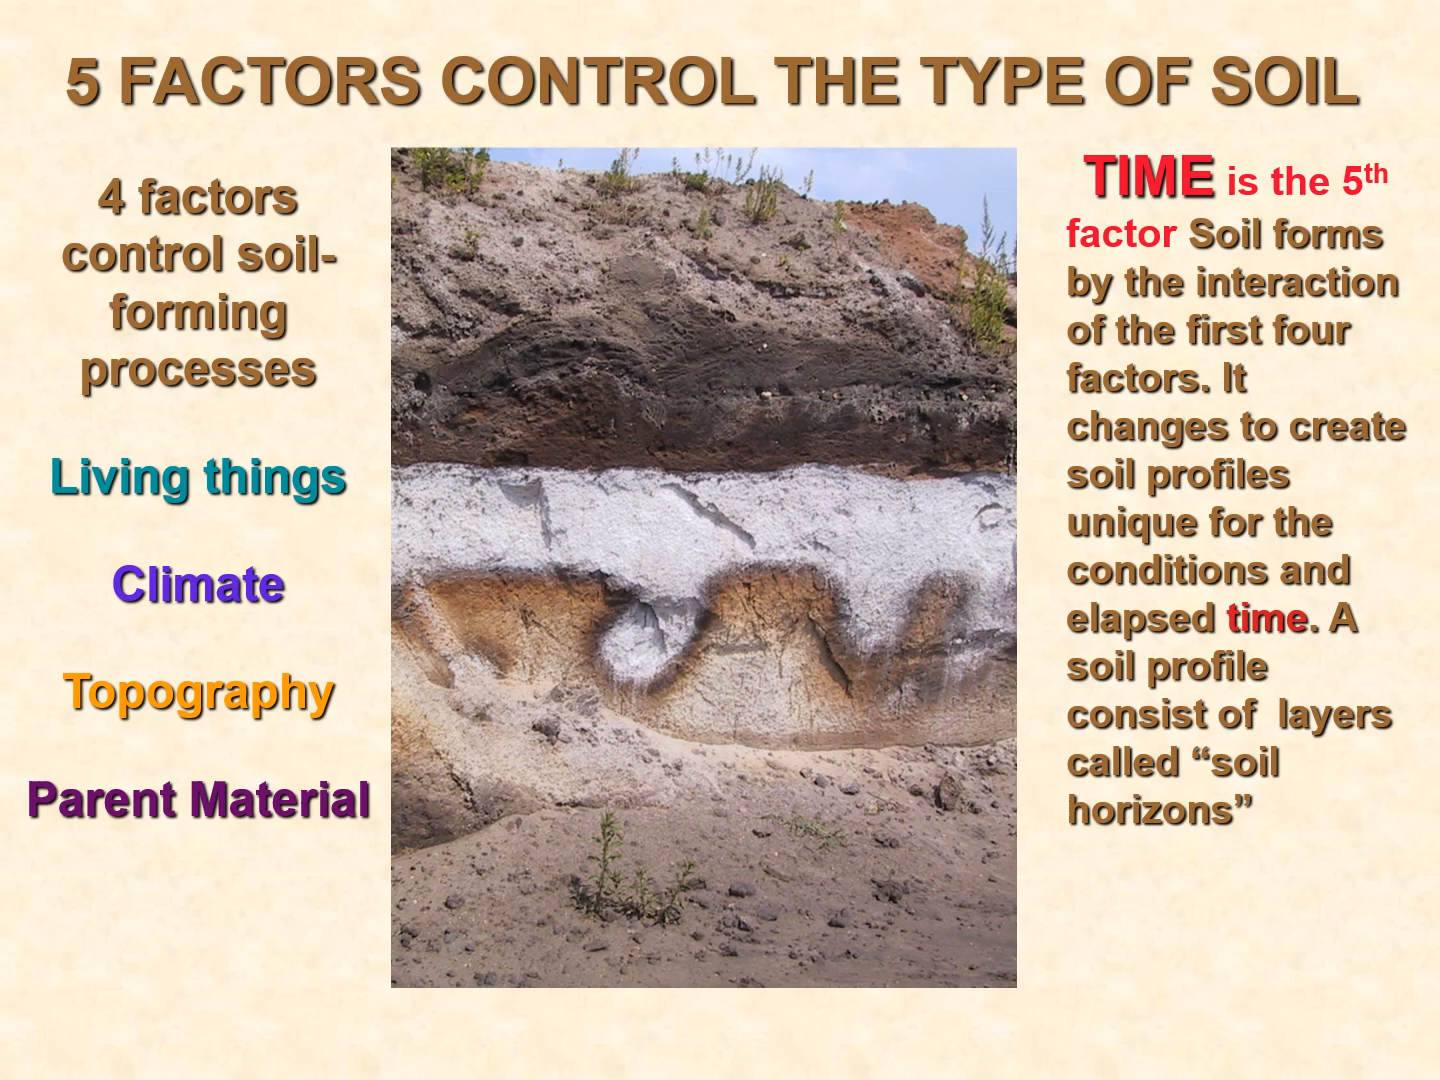 5 FACTORS CONTROL THE TYPE OF SOIL
4 factors
control soil-
forming
processes
Living things
Climate
Topography
Parent Material
TIME is the 5th
factor Soil forms
by the interaction
of the first four
factors. It
changes to create
soil profiles
unique for the
conditions and
elapsed time. A
soil profile
consist of  layers
called “soil
horizons”